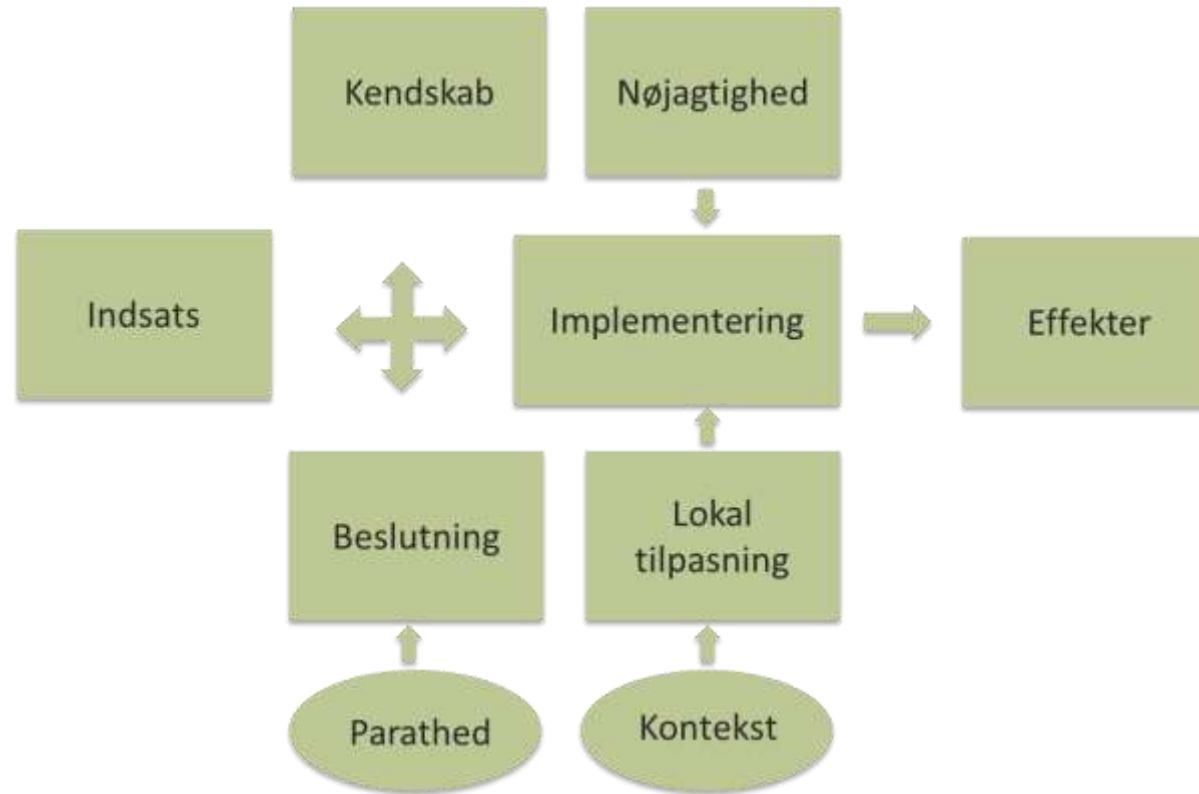 Kendskab
Nøjagtighed
Indsats
Implementering
Effekter
Beslutning
Lokal
tilpasning
Parathed
Kontekst